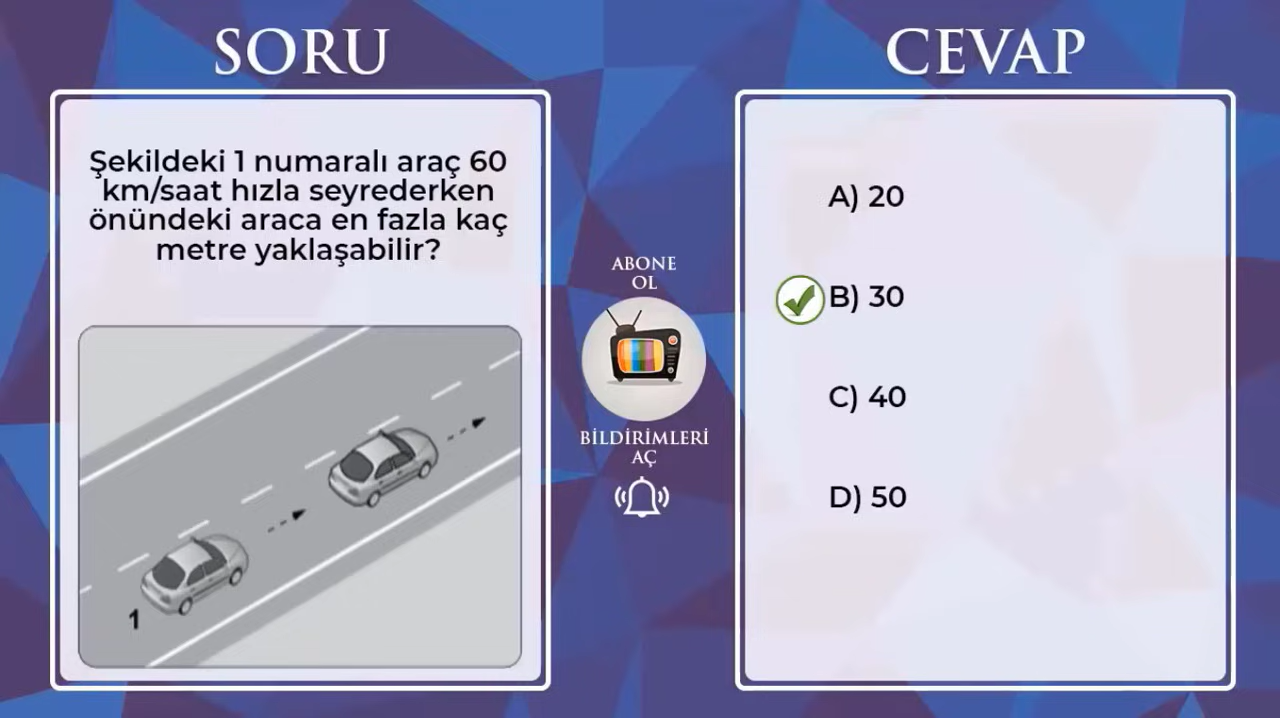 SORU
Şekildeki 1 numaralı araç 60
km/saat hızla seyrederken
önündeki araca en fazla kaç
metre yaklaşabilir?
1
ABONE
OL
BİLDİRİMLERİ
AÇ
CEVAP
A) 20
B) 30
C) 40
D) 50